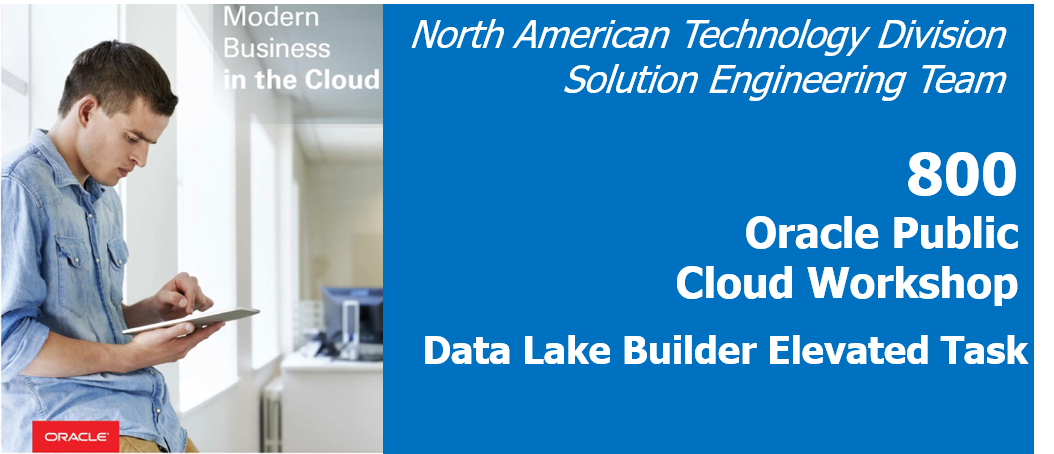 Modern
Business
in the Cloud
ORACLE®
North American Technology Division
Solution Engineering Team
800
Oracle Public
Cloud Workshop
Data Lake Builder Elevated Task